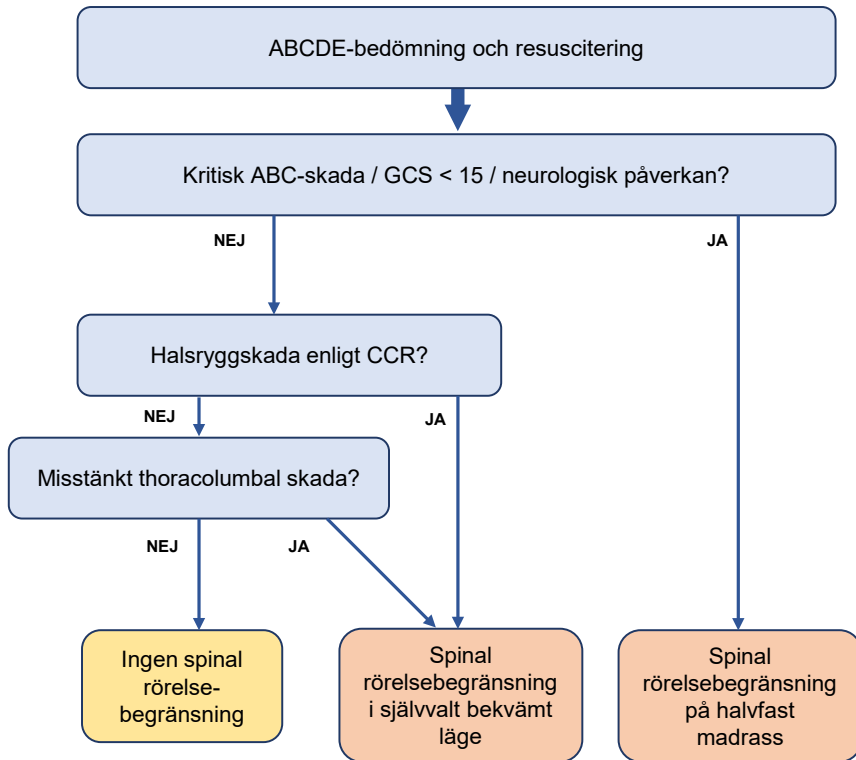 ABCDE-bedömning och resuscitering
Kritisk ABC-skada / GCS < 15 / neurologisk påverkan?
NEJ
JA
Halsryggskada enligt CCR?
NEJ
JA
Misstänkt thoracolumbal skada?
NEJ
JA
Ingen spinal
rörelse-
begränsning
Spinal
rörelsebegränsning
i självvalt bekvämt
läge
Spinal
rörelsebegränsning
på halvfast
madrass